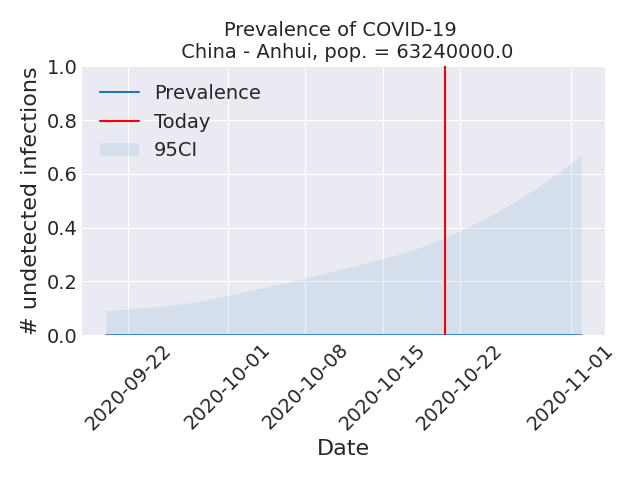 Prevalence of COVID-19
China - Anhui, pop. = 63240000.0
# undetected infections
1.0
0.8
0.6
0.4
0.2
0.0
Prevalence
Today
95CI
2020-09-22
2020-10-01
2020-10-08
2020-10-15
2020-10-22
2020-11-01
Date